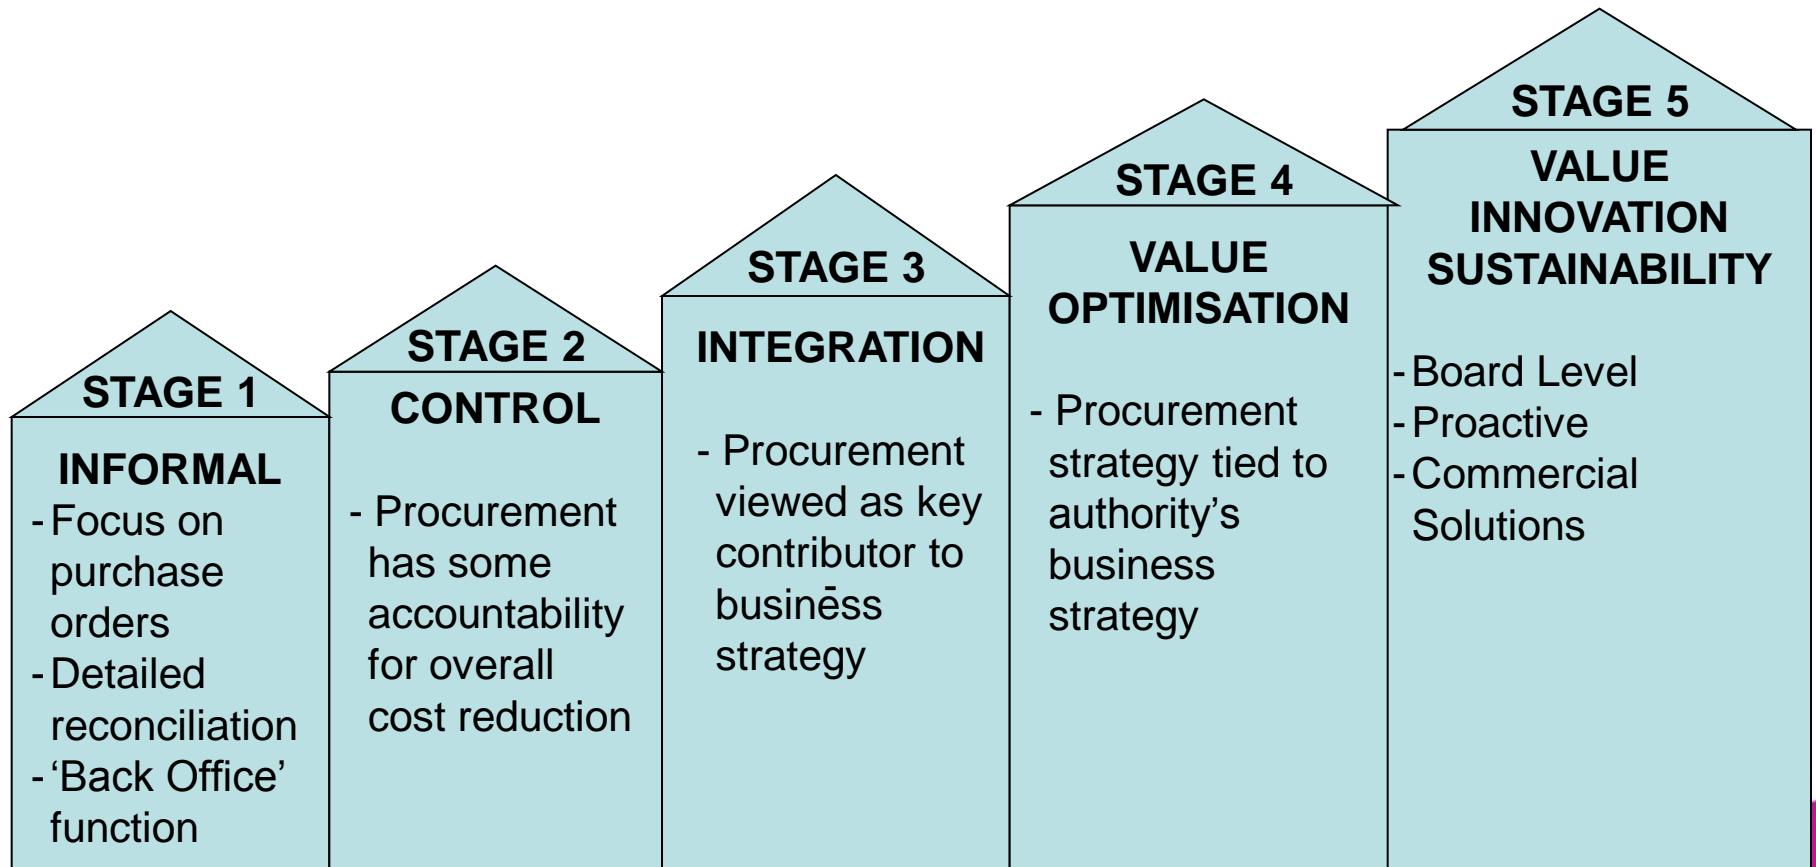 STAGE 1
INFORMAL
- Focus on
purchase
orders
- Detailed
reconciliation
- ‘Back Office’
function
STAGE 2
CONTROL
- Procurement
has some
accountability
for overall
cost reduction
STAGE 3
INTEGRATION
- Procurement
viewed as key
contributor to
businēss
strategy
STAGE 4
VALUE
OPTIMISATION
- Procurement
strategy tied to
authority’s
business
strategy
STAGE 5
VALUE
INNOVATION
SUSTAINABILITY
- Board Level
- Proactive
- Commercial
Solutions